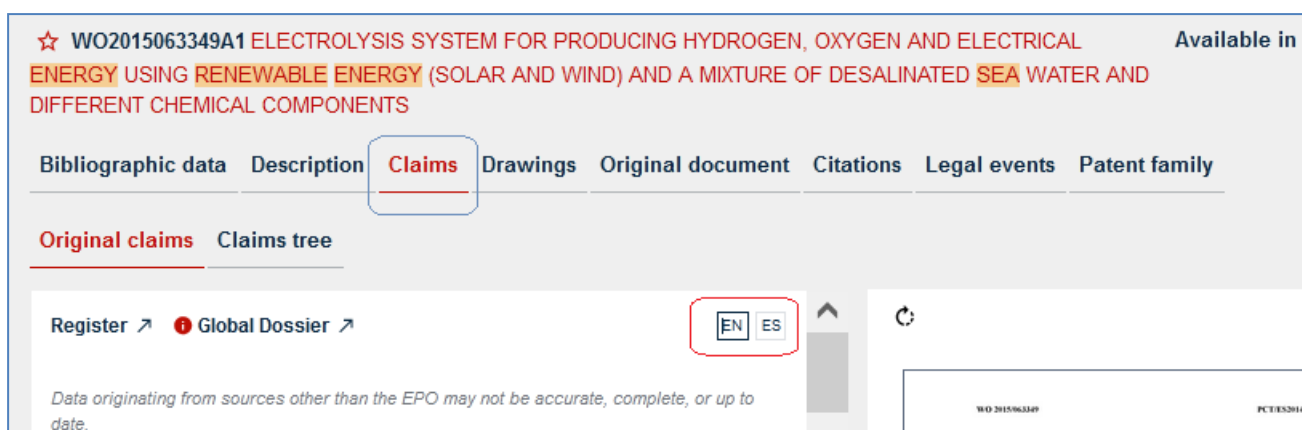 WO2015063349A1 ELECTROLYSIS SYSTEM FOR PRODUCING HYDROGEN, OXYGEN AND ELECTRICAL
Available in
ENERGY USING RENEWABLE ENERGY (SOLAR AND WIND) AND A MIXTURE OF DESALINATED SEA WATER AND
DIFFERENT CHEMICAL COMPONENTS
Bibliographic data Description Claims Drawings Original document Citations Legal events Patent family
Original claims Claims tree
Register Global Dossier EN ES
Data originating from sources other than the EPO may not be accurate, complete, or up to
date.
WO 2015/063349